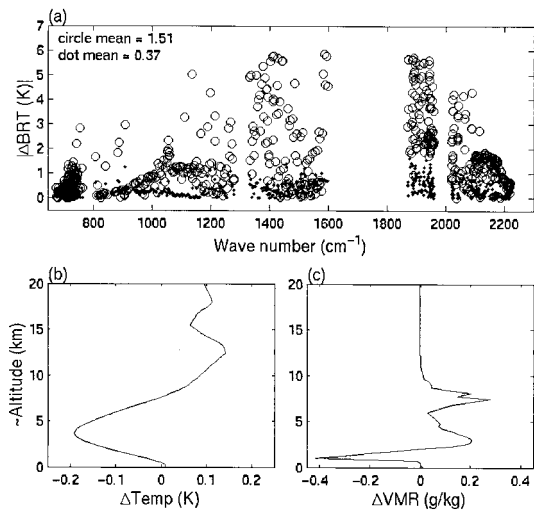 (a)
circle mean = 1.51
dot mean = 0.37
|ΔBRT (K)|
7
6
5
4
3
2
1
0
800 1000 1200 1400 1600 1800 2000 2200
Wave number (cm⁻¹)
(b)
~Altitude (km)
20
15
10
5
0
-0.2 -0.1 0 0.1 0.2
ΔTemp (K)
(c)
20
15
10
5
0
-0.4 -0.2 0 0.2 0.4
ΔVMR (g/kg)